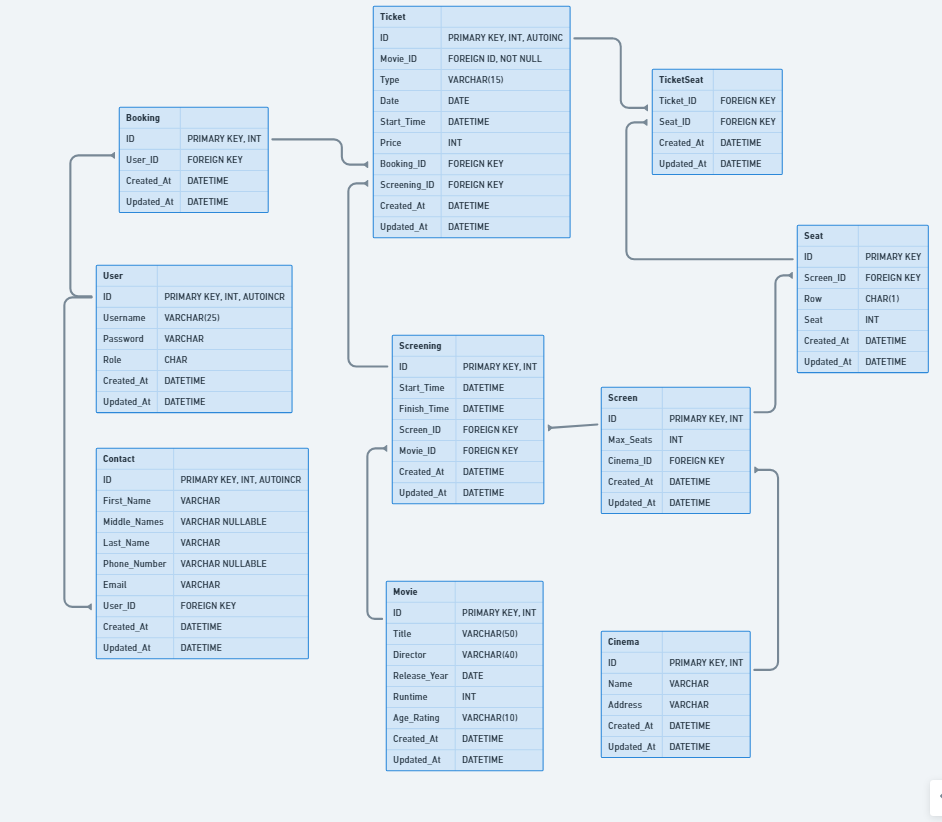 Ticket
ID PRIMARY KEY, INT, AUTOINC
Movie_ID FOREIGN ID, NOT NULL
Type VARCHAR(15)
Date DATE
Start_Time DATETIME
Price INT
Booking_ID FOREIGN KEY
Screening_ID FOREIGN KEY
Created_At DATETIME
Updated_At DATETIME
TicketSeat
Ticket_ID FOREIGN KEY
Seat_ID FOREIGN KEY
Created_At DATETIME
Updated_At DATETIME
Booking
ID PRIMARY KEY, INT
User_ID FOREIGN KEY
Created_At DATETIME
Updated_At DATETIME
Seat
ID PRIMARY KEY
Screen_ID FOREIGN KEY
Row CHAR(1)
Seat INT
Created_At DATETIME
Updated_At DATETIME
User
ID PRIMARY KEY, INT, AUTOINCR
Username VARCHAR(25)
Password VARCHAR
Role CHAR
Created_At DATETIME
Updated_At DATETIME
Screening
ID PRIMARY KEY, INT
Start_Time DATETIME
Finish_Time DATETIME
Screen_ID FOREIGN KEY
Movie_ID FOREIGN KEY
Created_At DATETIME
Updated_At DATETIME
Screen
ID PRIMARY KEY, INT
Max_Seats INT
Cinema_ID FOREIGN KEY
Created_At DATETIME
Updated_At DATETIME
Contact
ID PRIMARY KEY, INT, AUTOINCR
First_Name VARCHAR
Middle_Names VARCHAR NULLABLE
Last_Name VARCHAR
Phone_Number VARCHAR NULLABLE
Email VARCHAR
User_ID FOREIGN KEY
Created_At DATETIME
Updated_At DATETIME
Movie
ID PRIMARY KEY, INT
Title VARCHAR(50)
Director VARCHAR(40)
Release_Year DATE
Runtime INT
Age_Rating VARCHAR(10)
Created_At DATETIME
Updated_At DATETIME
Cinema
ID PRIMARY KEY, INT
Name VARCHAR
Address VARCHAR
Created_At DATETIME
Updated_At DATETIME